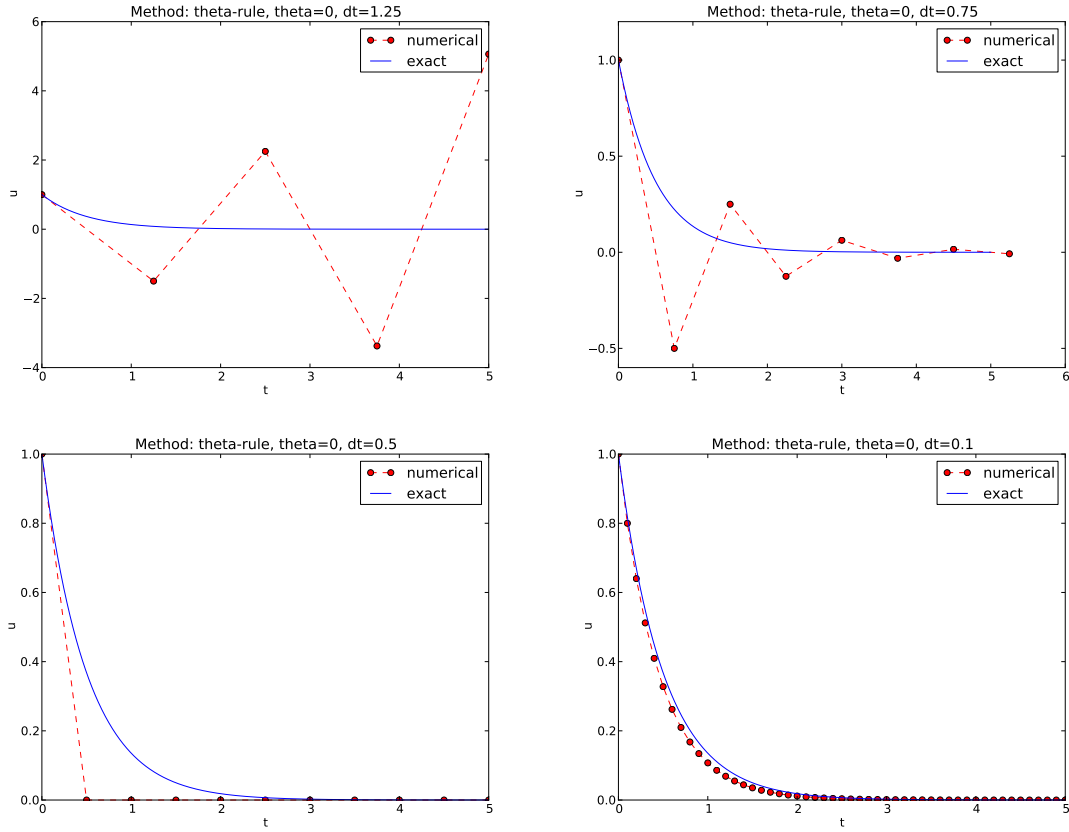 Method: theta-rule, theta=0, dt=1.25
6
4
2
0
−2
−4
u
numerical
exact
0 1 2 3 4 5
t
Method: theta-rule, theta=0, dt=0.75
1.0
0.5
0.0
−0.5
u
numerical
exact
0 1 2 3 4 5 6
t
Method: theta-rule, theta=0, dt=0.5
1.0
0.8
0.6
0.4
0.2
0.0
u
numerical
exact
0 1 2 3 4 5
t
Method: theta-rule, theta=0, dt=0.1
1.0
0.8
0.6
0.4
0.2
0.0
u
numerical
exact
0 1 2 3 4 5
t